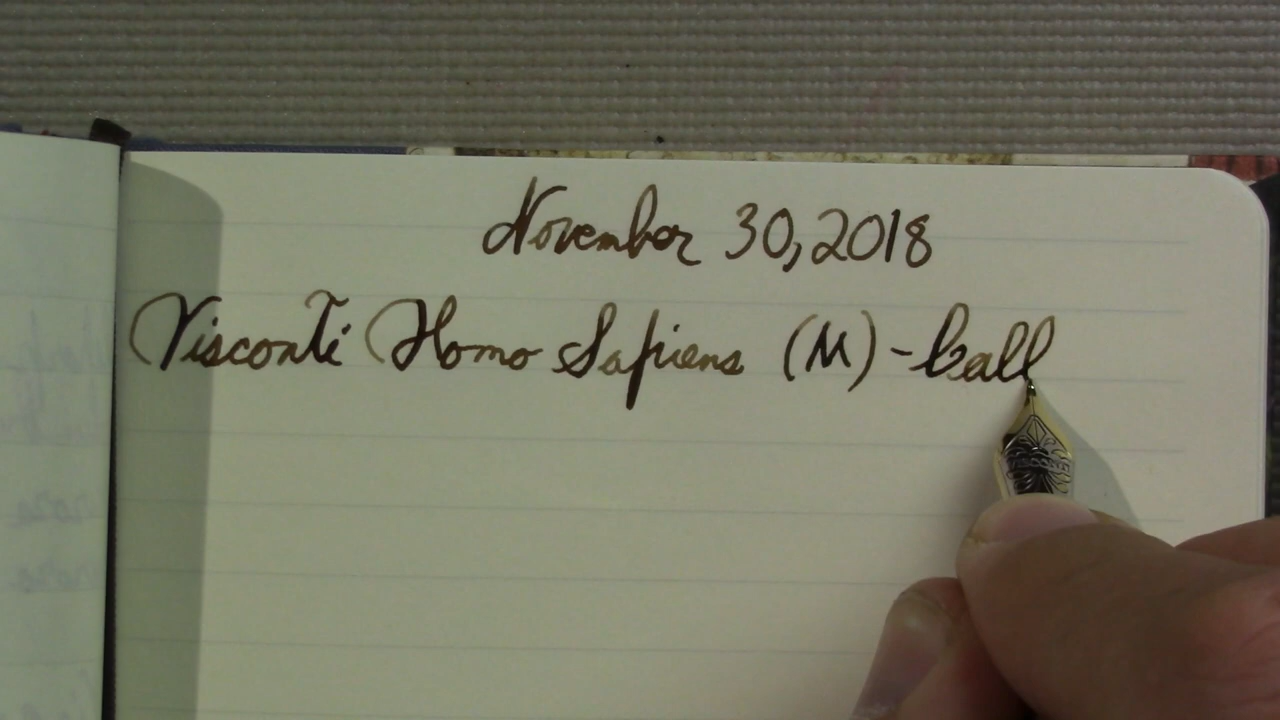 November 30, 2018
Visconti Homo Sapiens (M) - ball